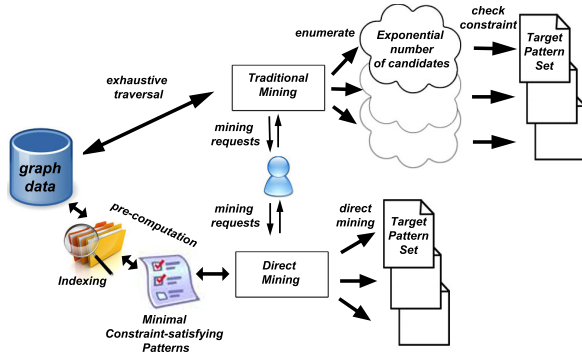 enumerate
check
constraint
Exponential
number
of candidates
Target
Pattern
Set
exhaustive
traversal
Traditional
Mining
mining
requests
graph
data
pre-computation
mining
requests
direct
mining
Target
Pattern
Set
Indexing
Direct
Mining
Minimal
Constraint-satisfying
Patterns